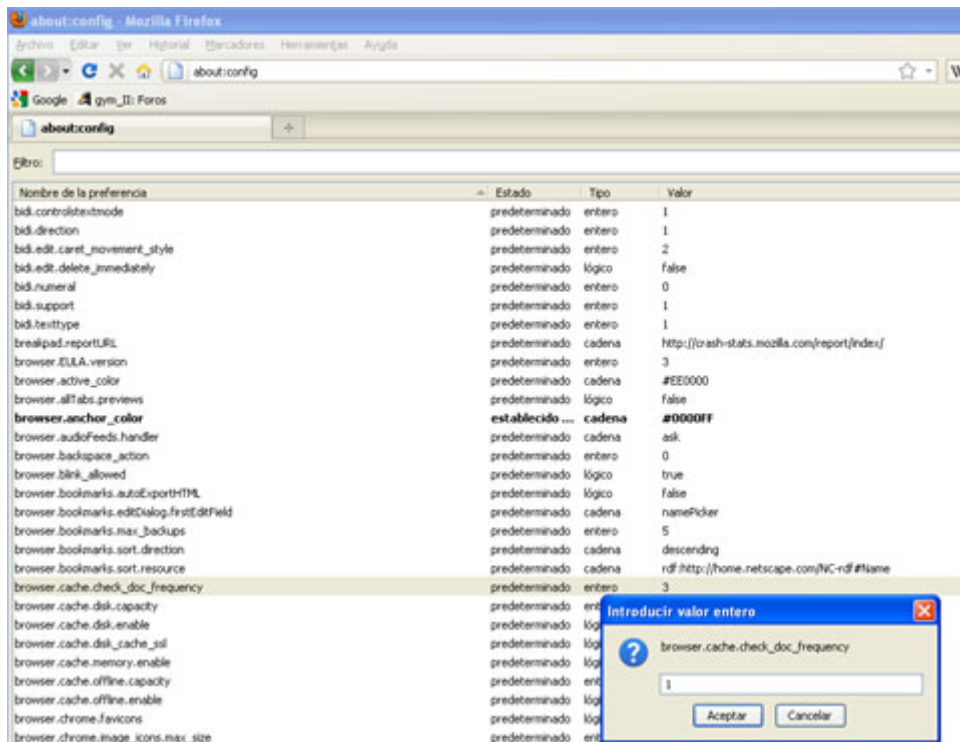 about:config - Mozilla Firefox
Archivo Editar Ver Historial Marcadores Herramientas Ayuda
about:config
Google gym_II: Foros
about:config
Filtro:
Nombre de la preferencia Estado Tipo Valor
bidi.controlstextmode predeterminado entero 1
bidi.direction predeterminado entero 1
bidi.edit.caret_movement_style predeterminado entero 2
bidi.edit.delete_immediately predeterminado lógico false
bidi.numeral predeterminado entero 0
bidi.support predeterminado entero 1
bidi.texttype predeterminado entero 1
breakpad.reportURL predeterminado cadena http://crash-stats.mozilla.com/report/index/
browser.EULA.version predeterminado entero 3
browser.active_color predeterminado cadena #EE0000
browser.allTabs.previews predeterminado lógico false
browser.anchor_color establecido ... cadena #0000FF
browser.audioFeeds.handler predeterminado cadena ask
browser.backspace_action predeterminado entero 0
browser.blink_allowed predeterminado lógico true
browser.bookmarks.autoExportHTML predeterminado lógico false
browser.bookmarks.editDialog.firstEditField predeterminado cadena namePicker
browser.bookmarks.max_backups predeterminado entero 5
browser.bookmarks.sort.direction predeterminado cadena descending
browser.bookmarks.sort.resource predeterminado cadena rdf:http://home.netscape.com/NC-rdf#Name
browser.cache.check_doc_frequency predeterminado entero 3
browser.cache.disk.capacity predeterminado ent
browser.cache.disk.enable predeterminado lógi
browser.cache.disk_cache_ssl predeterminado lógi
browser.cache.memory.enable predeterminado lógi
browser.cache.offline.capacity predeterminado ent
browser.cache.offline.enable predeterminado lógi
browser.chrome.favicons predeterminado lógi
browser.chrome.image_icons.max_size predeterminado ent
Introducir valor entero
browser.cache.check_doc_frequency
1
Aceptar Cancelar